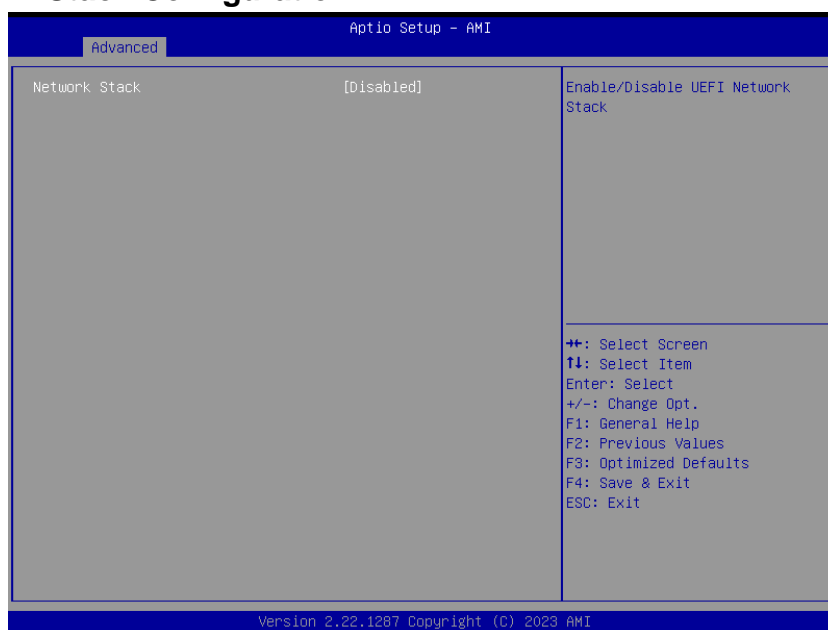 Aptio Setup - AMI
Advanced
Network Stack [Disabled]
Enable/Disable UEFI Network
Stack
→←: Select Screen
↑↓: Select Item
Enter: Select
+/-: Change Opt.
F1: General Help
F2: Previous Values
F3: Optimized Defaults
F4: Save & Exit
ESC: Exit
Version 2.22.1287 Copyright (C) 2023 AMI